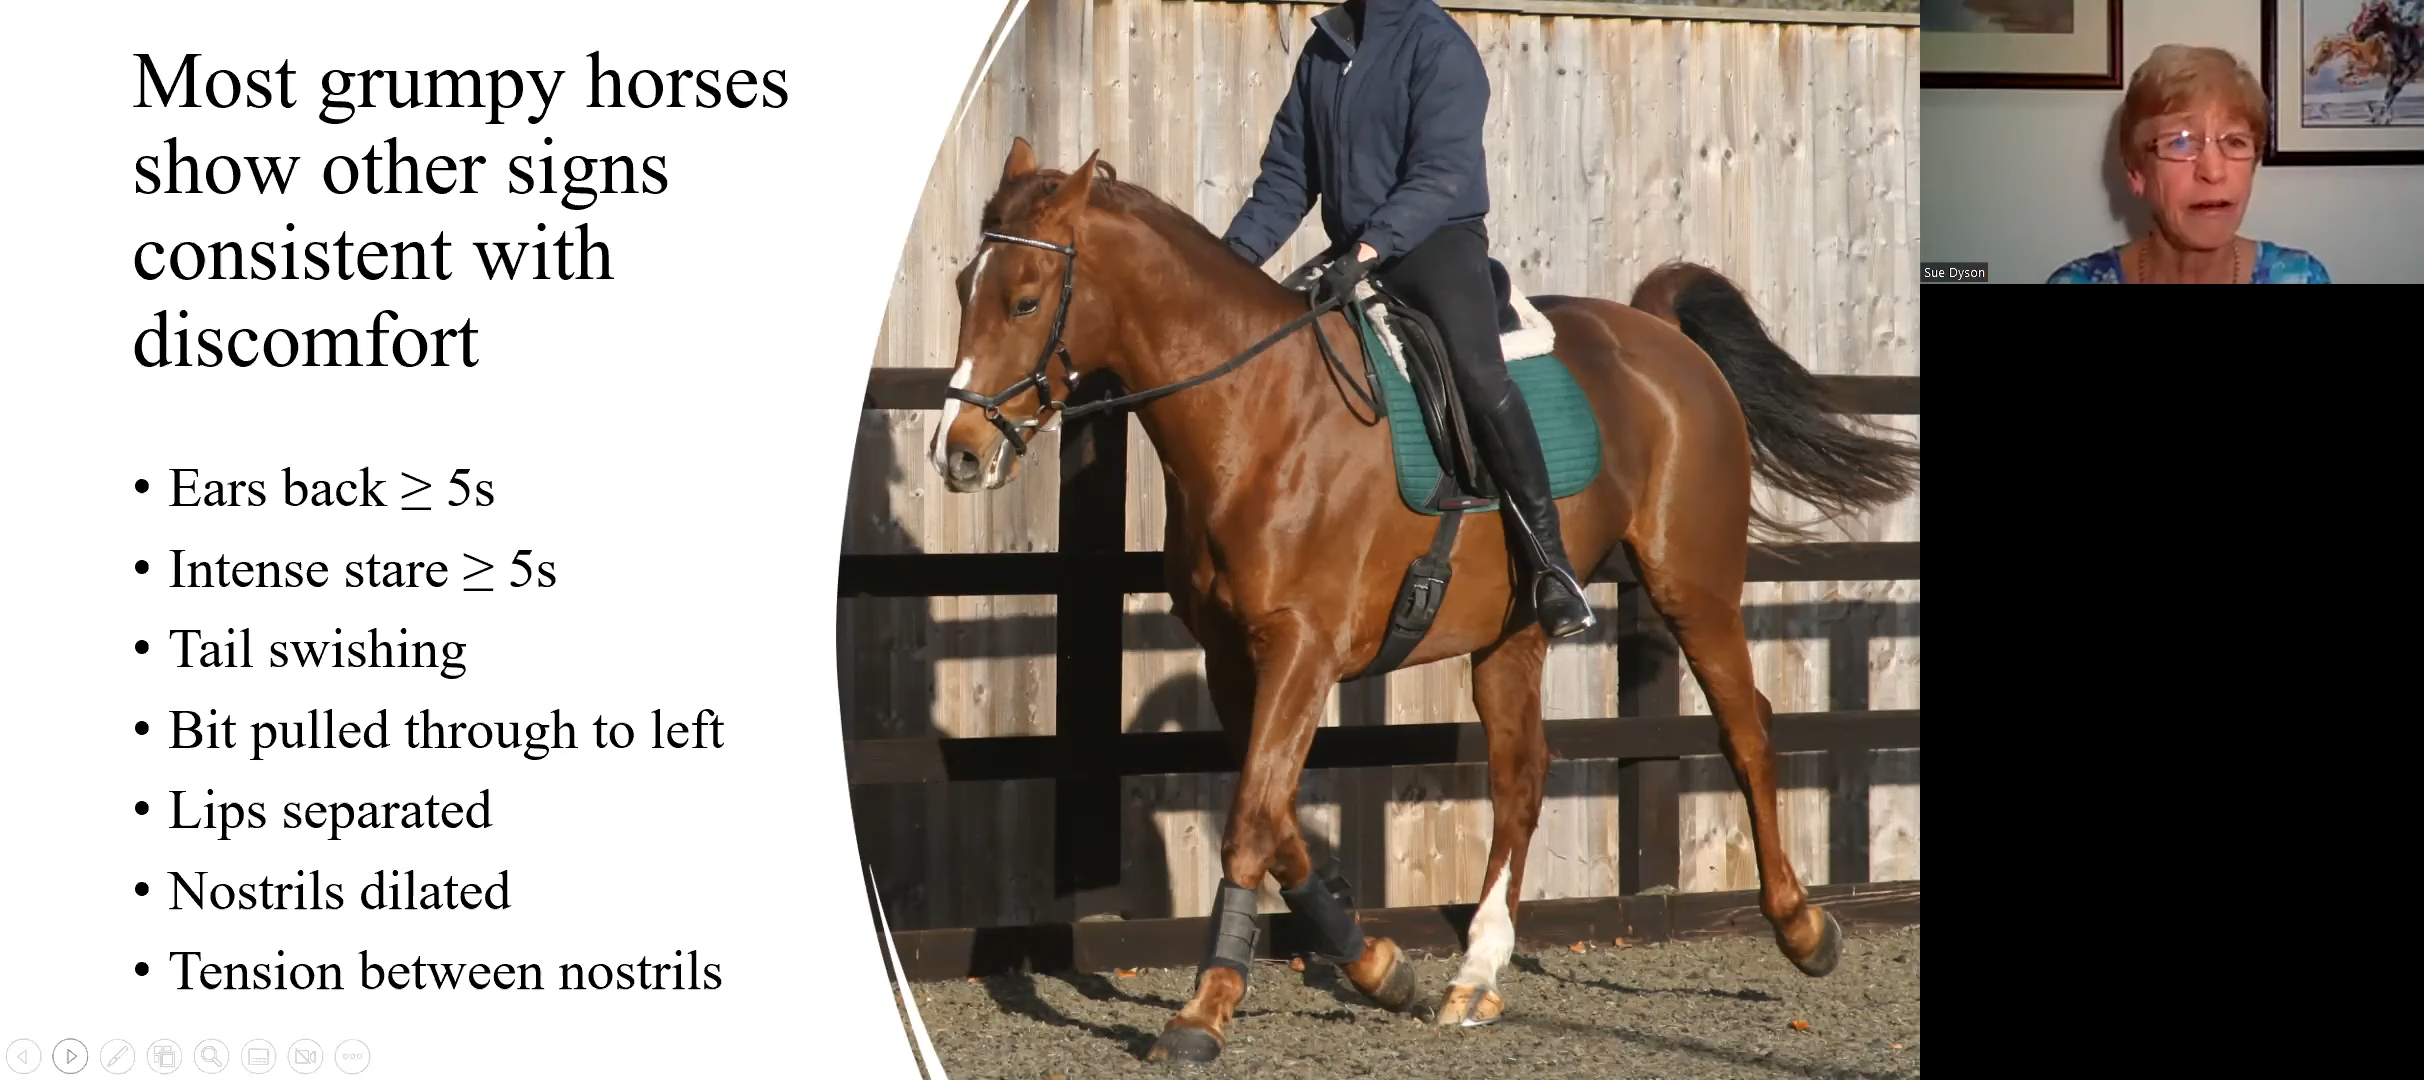 Most grumpy horses
show other signs
consistent with
discomfort
• Ears back ≥ 5s
• Intense stare ≥ 5s
• Tail swishing
• Bit pulled through to left
• Lips separated
• Nostrils dilated
• Tension between nostrils
Sue Dyson